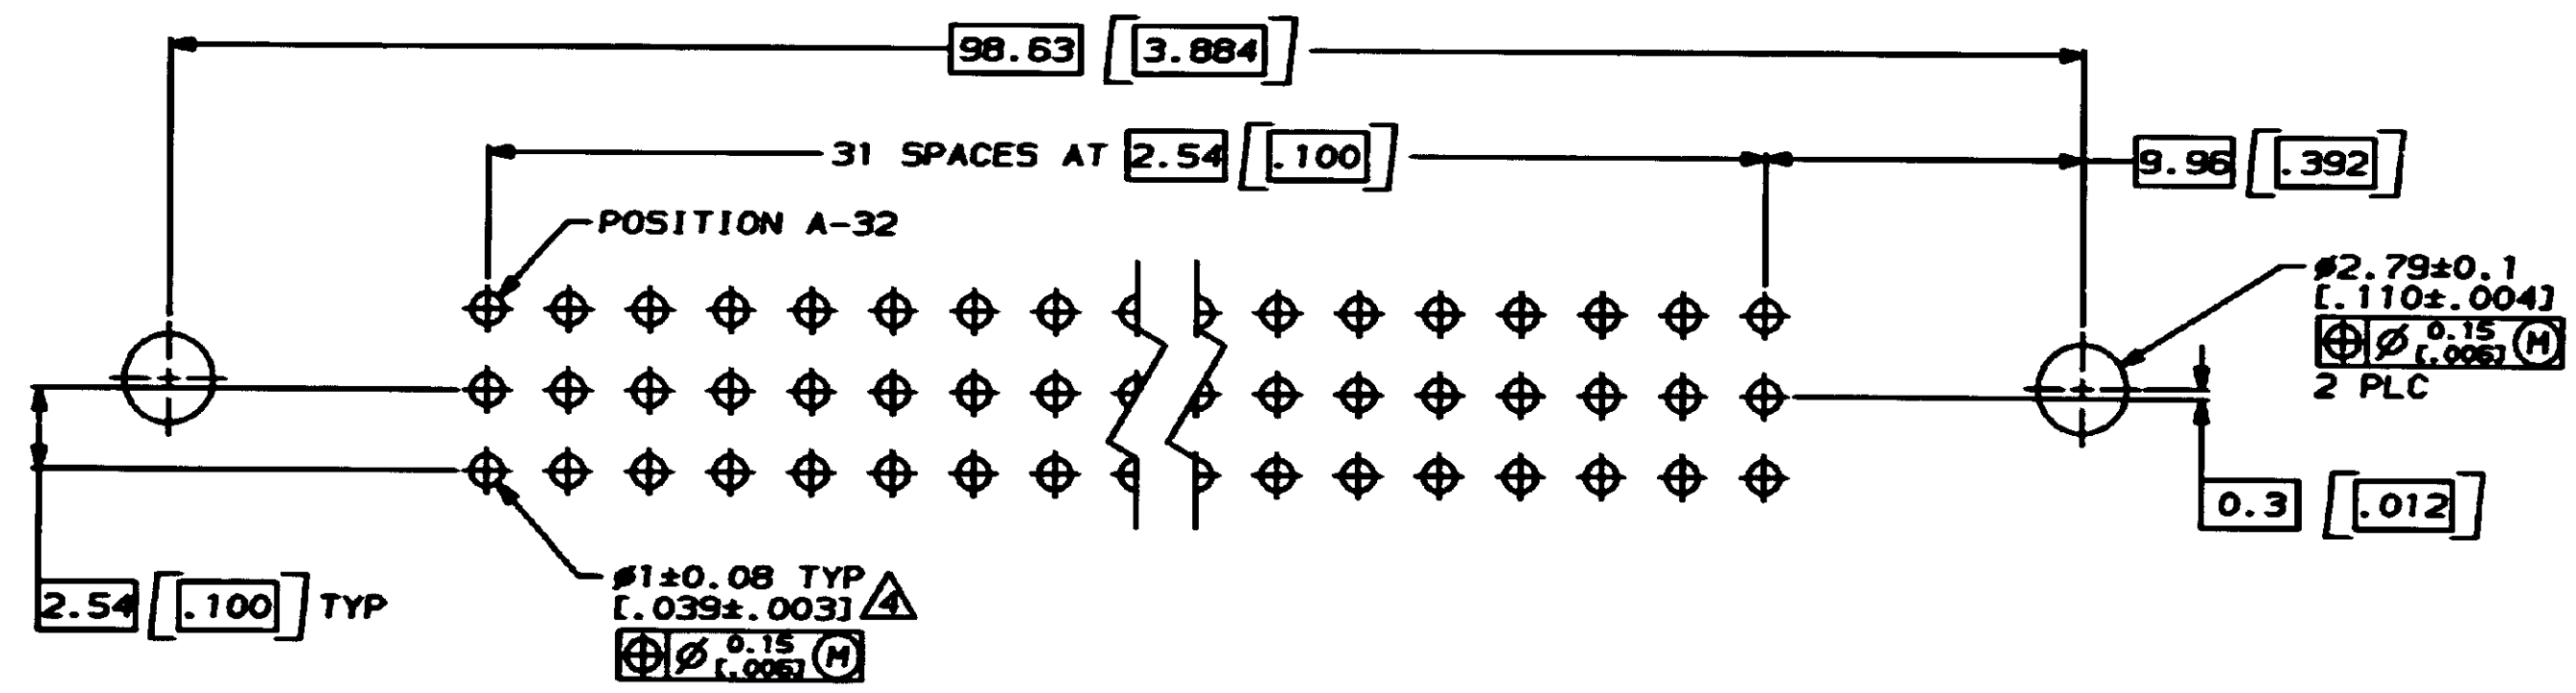 98.63 [3.884]
31 SPACES AT 2.54 [.100]
9.96 [.392]
POSITION A-32
⌀2.79±0.1
[.110±.004]
⌖ ⌀ 0.15 Ⓜ
[.006]
2 PLC
0.3 [.012]
2.54 [.100] TYP
⌀1±0.08 TYP
[.039±.003] 4
⌖ ⌀ 0.15 Ⓜ
[.006]